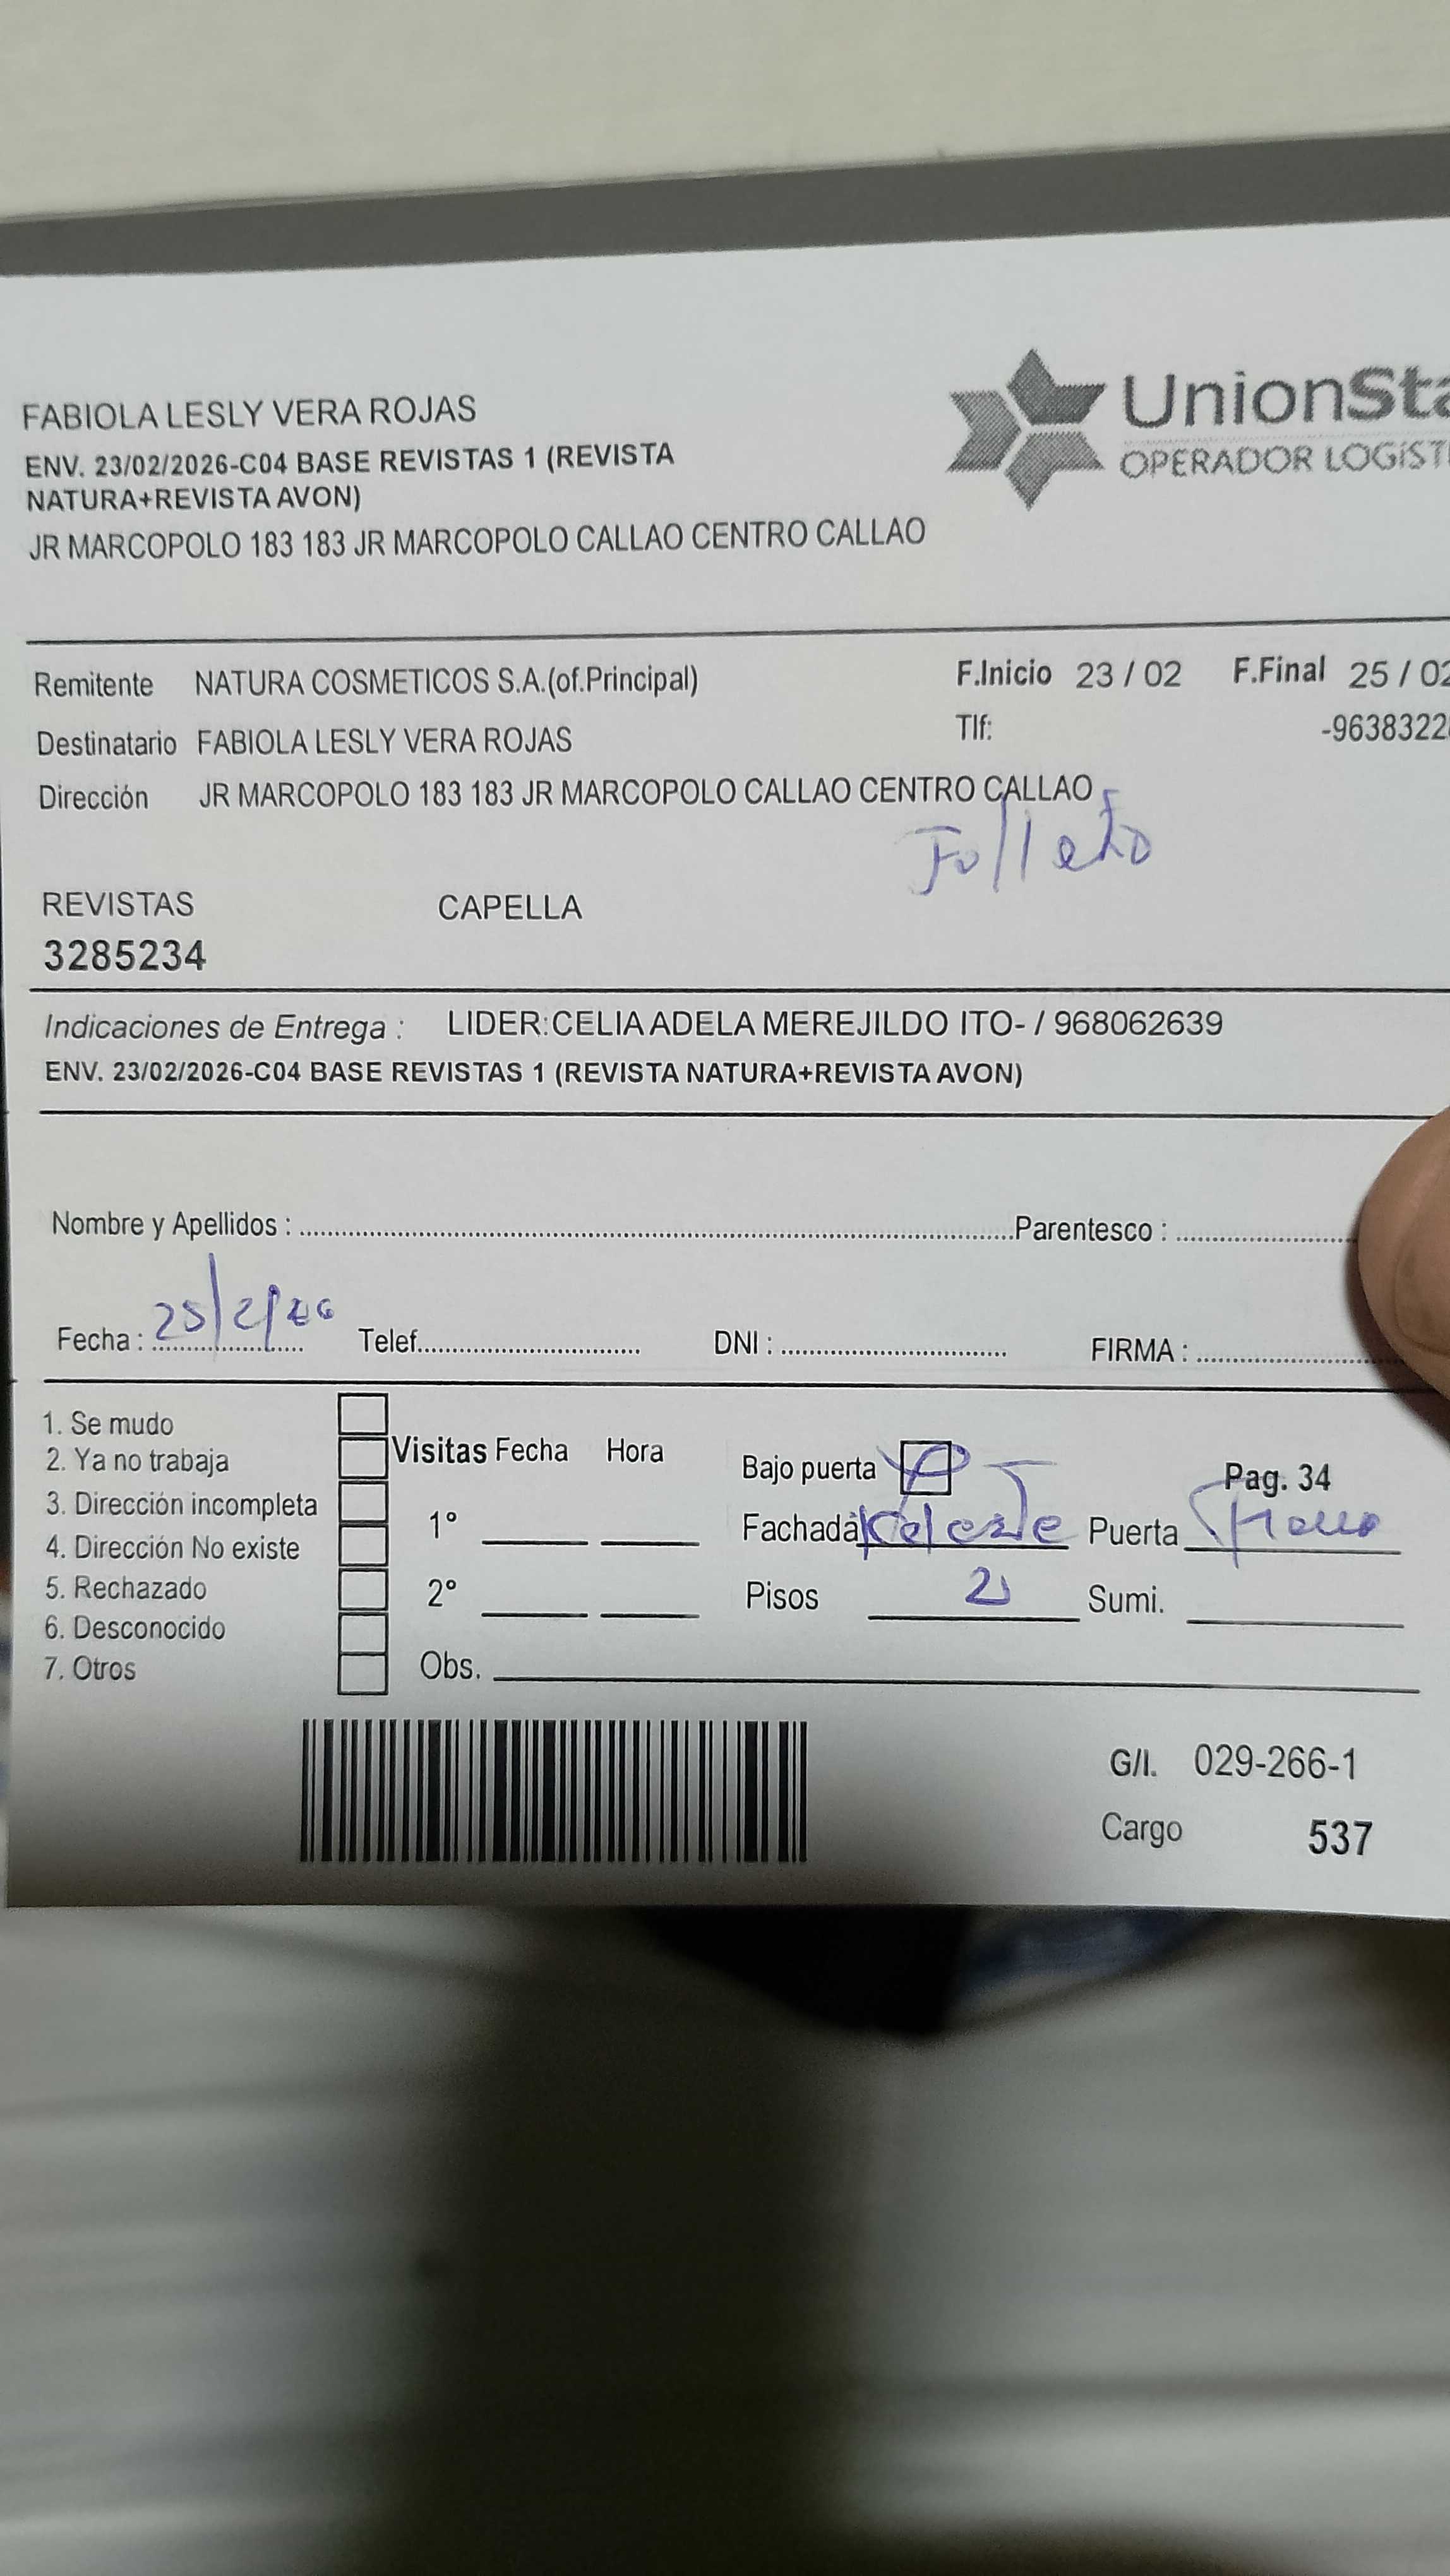 FABIOLA LESLY VERA ROJAS
ENV. 23/02/2026-C04 BASE REVISTAS 1 (REVISTA
NATURA+REVISTA AVON)
JR MARCOPOLO 183 183 JR MARCOPOLO CALLAO CENTRO CALLAO
UnionSta
OPERADOR LOGíST
Remitente NATURA COSMETICOS S.A.(of.Principal) F.Inicio 23 / 02 F.Final 25 / 02
Destinatario FABIOLA LESLY VERA ROJAS Tlf: -9638322
Dirección JR MARCOPOLO 183 183 JR MARCOPOLO CALLAO CENTRO CALLAO
Folleto
REVISTAS CAPELLA
3285234
Indicaciones de Entrega : LIDER:CELIA ADELA MEREJILDO ITO- / 968062639
ENV. 23/02/2026-C04 BASE REVISTAS 1 (REVISTA NATURA+REVISTA AVON)
Nombre y Apellidos : Parentesco :
Fecha : 25/2/26 Telef. DNI : FIRMA :
1. Se mudo
2. Ya no trabaja
3. Dirección incompleta
4. Dirección No existe
5. Rechazado
6. Desconocido
7. Otros
Visitas Fecha Hora
1°
2°
Obs.
Bajo puerta Pag. 34
Fachada Puerta
Pisos 2 Sumi.
G/I. 029-266-1
Cargo 537